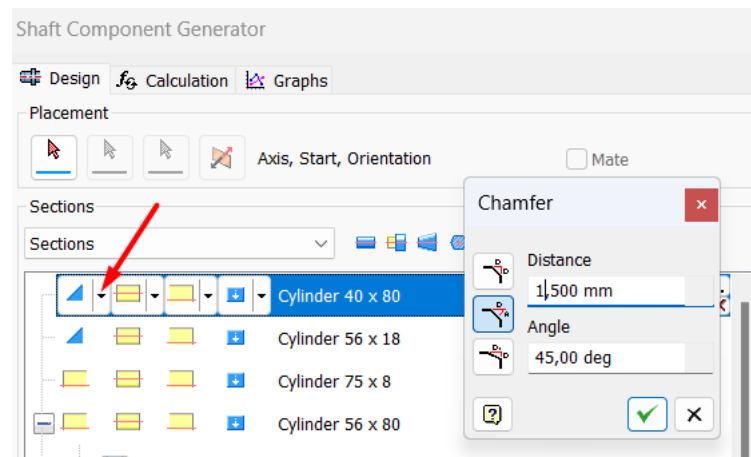 Shaft Component Generator
Design Calculation Graphs
Placement
Axis, Start, Orientation Mate
Sections
Sections
Cylinder 40 x 80
Cylinder 56 x 18
Cylinder 75 x 8
Cylinder 56 x 80
Chamfer
Distance
1,500 mm
Angle
45,00 deg